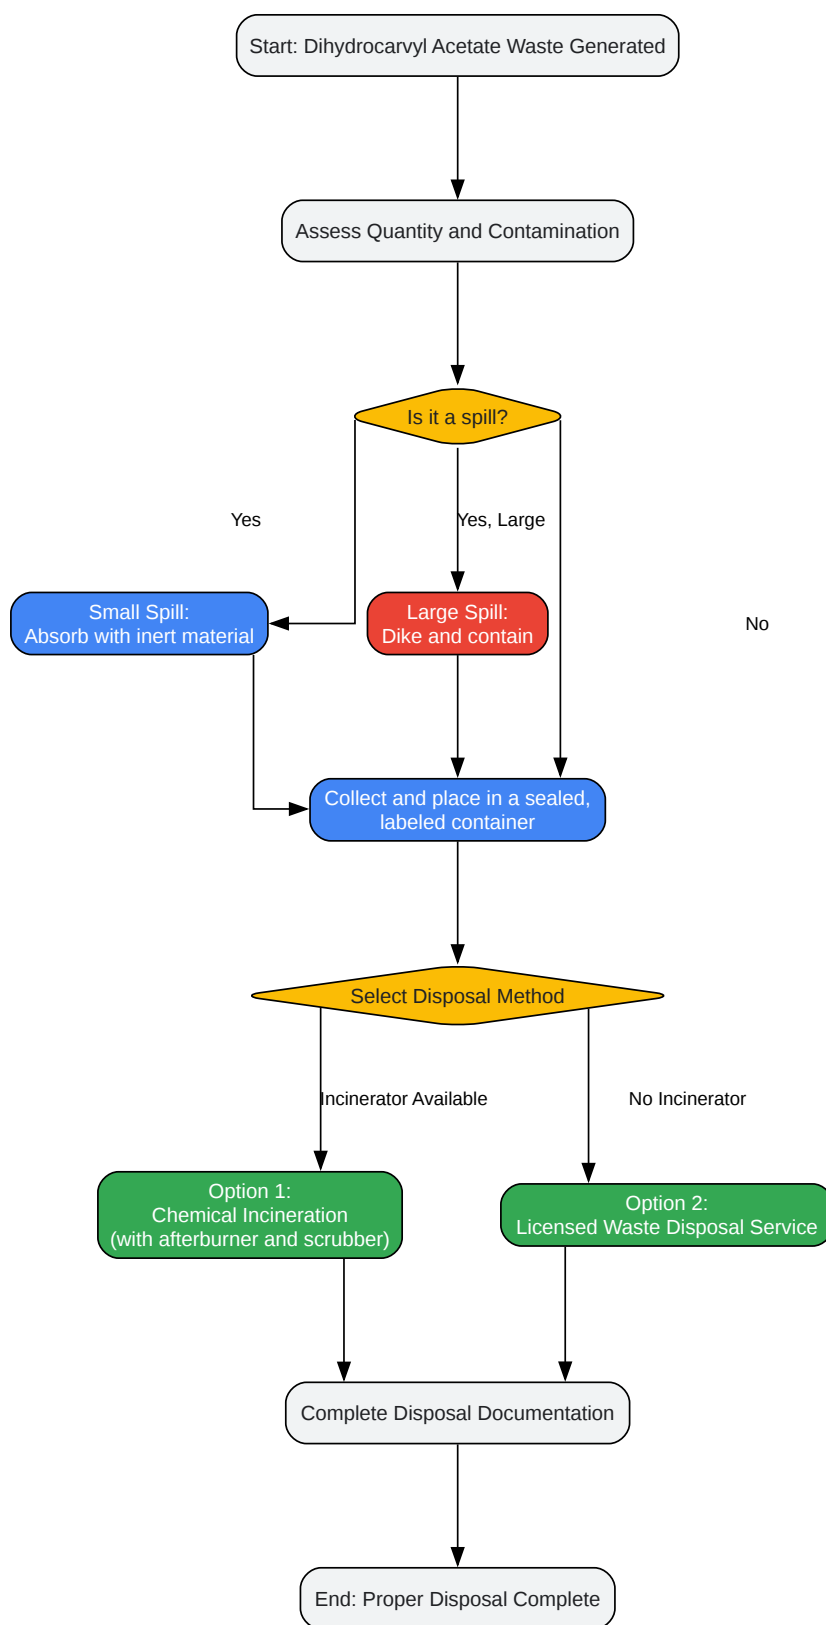 Start: Dihydrocarvyl Acetate Waste Generated
Assess Quantity and Contamination
Is it a spill?
Yes
Yes, Large
Small Spill:
Absorb with inert material
Large Spill:
Dike and contain
No
Collect and place in a sealed,
labeled container
Select Disposal Method
Incinerator Available
No Incinerator
Option 1:
Chemical Incineration
(with afterburner and scrubber)
Option 2:
Licensed Waste Disposal Service
Complete Disposal Documentation
End: Proper Disposal Complete